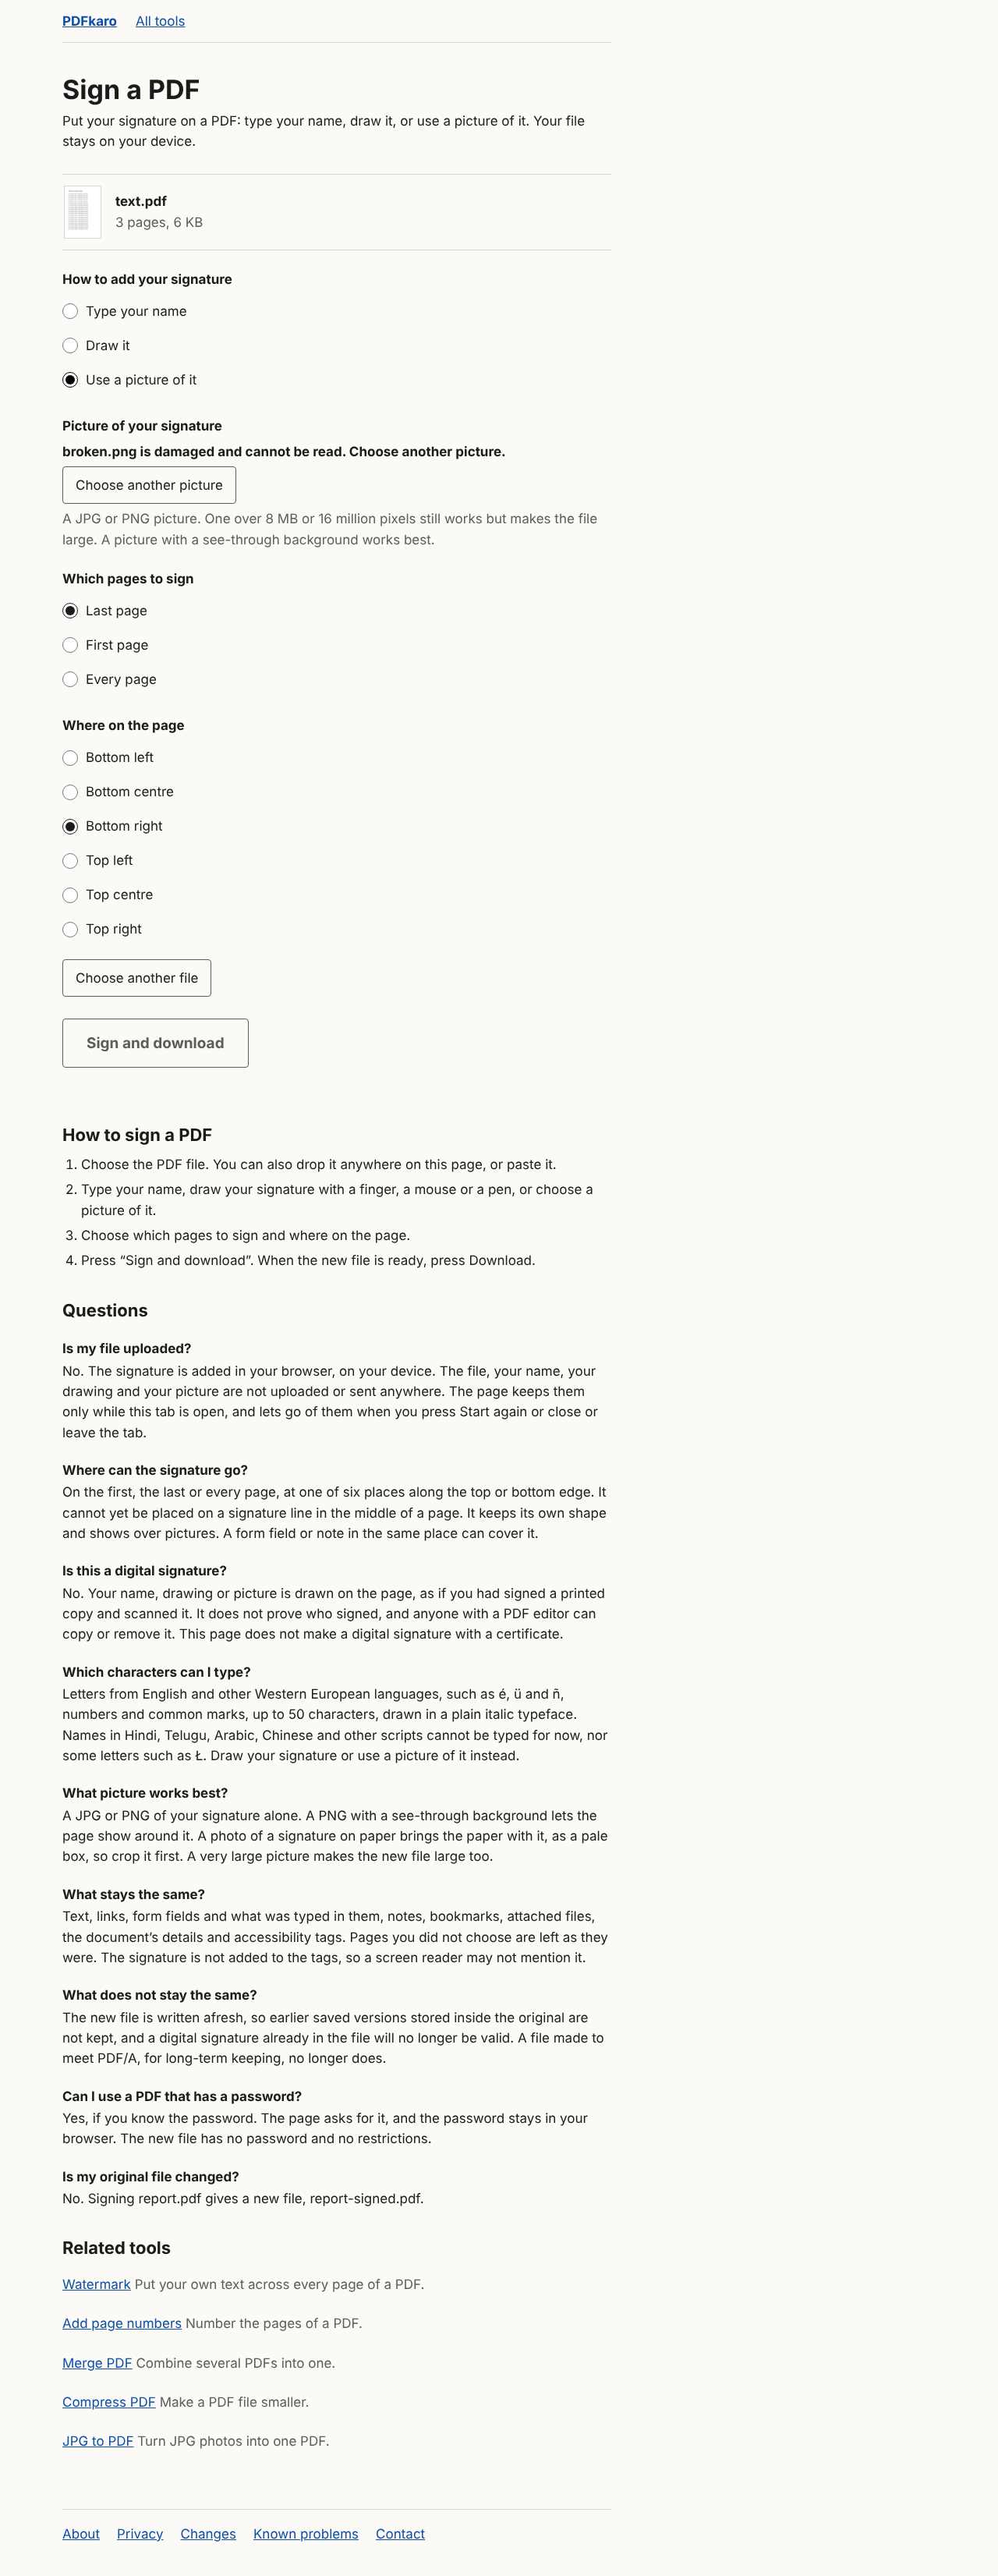 PDFkaro All tools
Sign a PDF
Put your signature on a PDF: type your name, draw it, or use a picture of it. Your file
stays on your device.
text.pdf
3 pages, 6 KB
How to add your signature
Type your name
Draw it
Use a picture of it
Picture of your signature
broken.png is damaged and cannot be read. Choose another picture.
Choose another picture
A JPG or PNG picture. One over 8 MB or 16 million pixels still works but makes the file
large. A picture with a see-through background works best.
Which pages to sign
Last page
First page
Every page
Where on the page
Bottom left
Bottom centre
Bottom right
Top left
Top centre
Top right
Choose another file
Sign and download
How to sign a PDF
1. Choose the PDF file. You can also drop it anywhere on this page, or paste it.
2. Type your name, draw your signature with a finger, a mouse or a pen, or choose a
picture of it.
3. Choose which pages to sign and where on the page.
4. Press “Sign and download”. When the new file is ready, press Download.
Questions
Is my file uploaded?
No. The signature is added in your browser, on your device. The file, your name, your
drawing and your picture are not uploaded or sent anywhere. The page keeps them
only while this tab is open, and lets go of them when you press Start again or close or
leave the tab.
Where can the signature go?
On the first, the last or every page, at one of six places along the top or bottom edge. It
cannot yet be placed on a signature line in the middle of a page. It keeps its own shape
and shows over pictures. A form field or note in the same place can cover it.
Is this a digital signature?
No. Your name, drawing or picture is drawn on the page, as if you had signed a printed
copy and scanned it. It does not prove who signed, and anyone with a PDF editor can
copy or remove it. This page does not make a digital signature with a certificate.
Which characters can I type?
Letters from English and other Western European languages, such as é, ü and ñ,
numbers and common marks, up to 50 characters, drawn in a plain italic typeface.
Names in Hindi, Telugu, Arabic, Chinese and other scripts cannot be typed for now, nor
some letters such as Ł. Draw your signature or use a picture of it instead.
What picture works best?
A JPG or PNG of your signature alone. A PNG with a see-through background lets the
page show around it. A photo of a signature on paper brings the paper with it, as a pale
box, so crop it first. A very large picture makes the new file large too.
What stays the same?
Text, links, form fields and what was typed in them, notes, bookmarks, attached files,
the document’s details and accessibility tags. Pages you did not choose are left as they
were. The signature is not added to the tags, so a screen reader may not mention it.
What does not stay the same?
The new file is written afresh, so earlier saved versions stored inside the original are
not kept, and a digital signature already in the file will no longer be valid. A file made to
meet PDF/A, for long-term keeping, no longer does.
Can I use a PDF that has a password?
Yes, if you know the password. The page asks for it, and the password stays in your
browser. The new file has no password and no restrictions.
Is my original file changed?
No. Signing report.pdf gives a new file, report-signed.pdf.
Related tools
Watermark Put your own text across every page of a PDF.
Add page numbers Number the pages of a PDF.
Merge PDF Combine several PDFs into one.
Compress PDF Make a PDF file smaller.
JPG to PDF Turn JPG photos into one PDF.
About Privacy Changes Known problems Contact